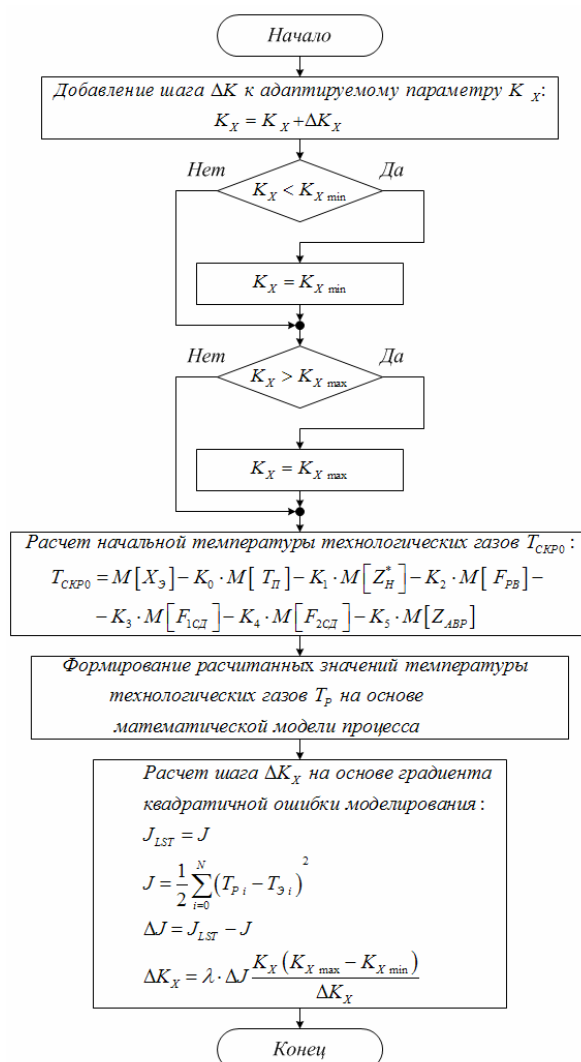 Начало
Добавление шага ΔK к адаптируемому параметру K_X:
K_X = K_X + ΔK_X
Нет Да
K_X < K_X min
K_X = K_X min
Нет Да
K_X > K_X max
K_X = K_X max
Расчет начальной температуры технологических газов T_СКР0 :
T_СКР0 = M[X_Э] − K_0 · M[T_П] − K_1 · M[Z_Н^*] − K_2 · M[F_РВ] −
− K_3 · M[F_1СД] − K_4 · M[F_2СД] − K_5 · M[Z_АВР]
Формирование расчитанных значений температуры
технологических газов T_Р на основе
математической модели процесса
Расчет шага ΔK_X на основе градиента
квадратичной ошибки моделирования :
J_LST = J
J = 1/2 ∑_{i=0}^{N} (T_{Р i} − T_{Э i})^2
ΔJ = J_LST − J
ΔK_X = λ · ΔJ K_X (K_X max − K_X min) / ΔK_X
Конец